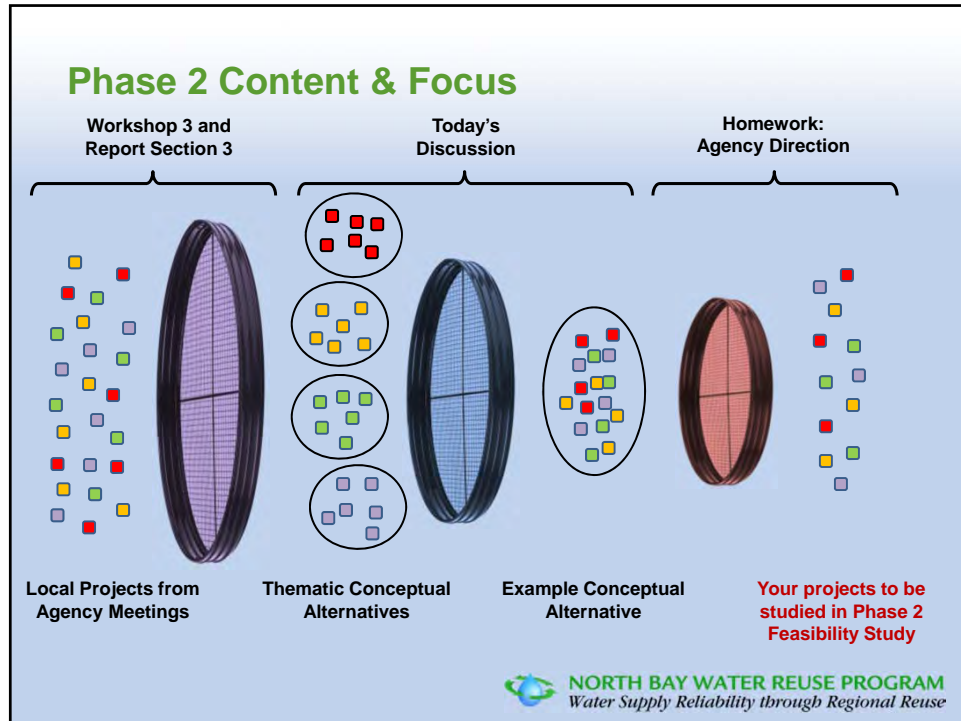 Phase 2 Content & Focus
Workshop 3 and
Report Section 3
Today's
Discussion
Homework:
Agency Direction
Local Projects from
Agency Meetings
Thematic Conceptual
Alternatives
Example Conceptual
Alternative
Your projects to be
studied in Phase 2
Feasibility Study
NORTH BAY WATER REUSE PROGRAM
Water Supply Reliability through Regional Reuse